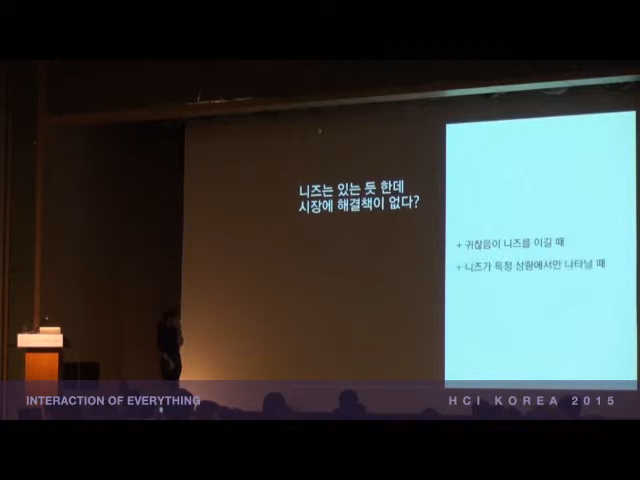 니즈는 있는 듯 한데
시장에 해결책이 없다?
+ 귀찮음이 니즈를 이길 때
+ 니즈가 특정 상황에서만 나타날 때
INTERACTION OF EVERYTHING
HCI KOREA 2015